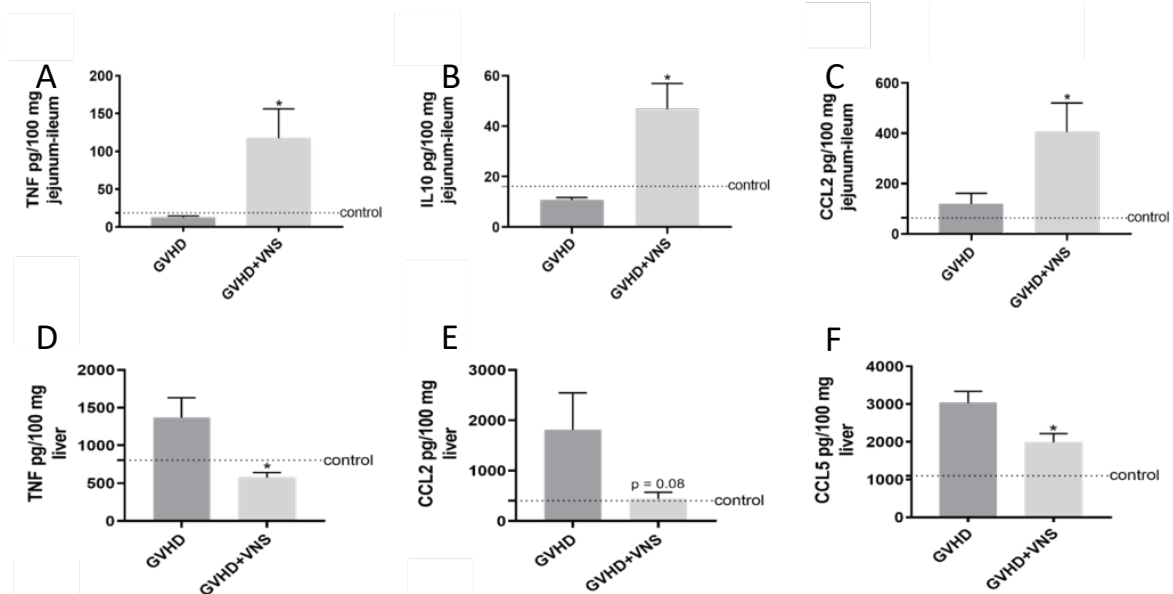 A
TNF pg/100 mg
jejunum-ileum
200
150
100
50
0
*
control
GVHD
GVHD+VNS
B
IL10 pg/100 mg
jejunum-ileum
60
40
20
0
*
control
GVHD
GVHD+VNS
C
CCL2 pg/100 mg
jejunum-ileum
600
400
200
0
*
control
GVHD
GVHD+VNS
D
TNF pg/100 mg
liver
2000
1500
1000
500
0
*
control
GVHD
GVHD+VNS
E
CCL2 pg/100 mg
liver
3000
2000
1000
0
p = 0.08
control
GVHD
GVHD+VNS
F
CCL5 pg/100 mg
liver
4000
3000
2000
1000
0
*
control
GVHD
GVHD+VNS